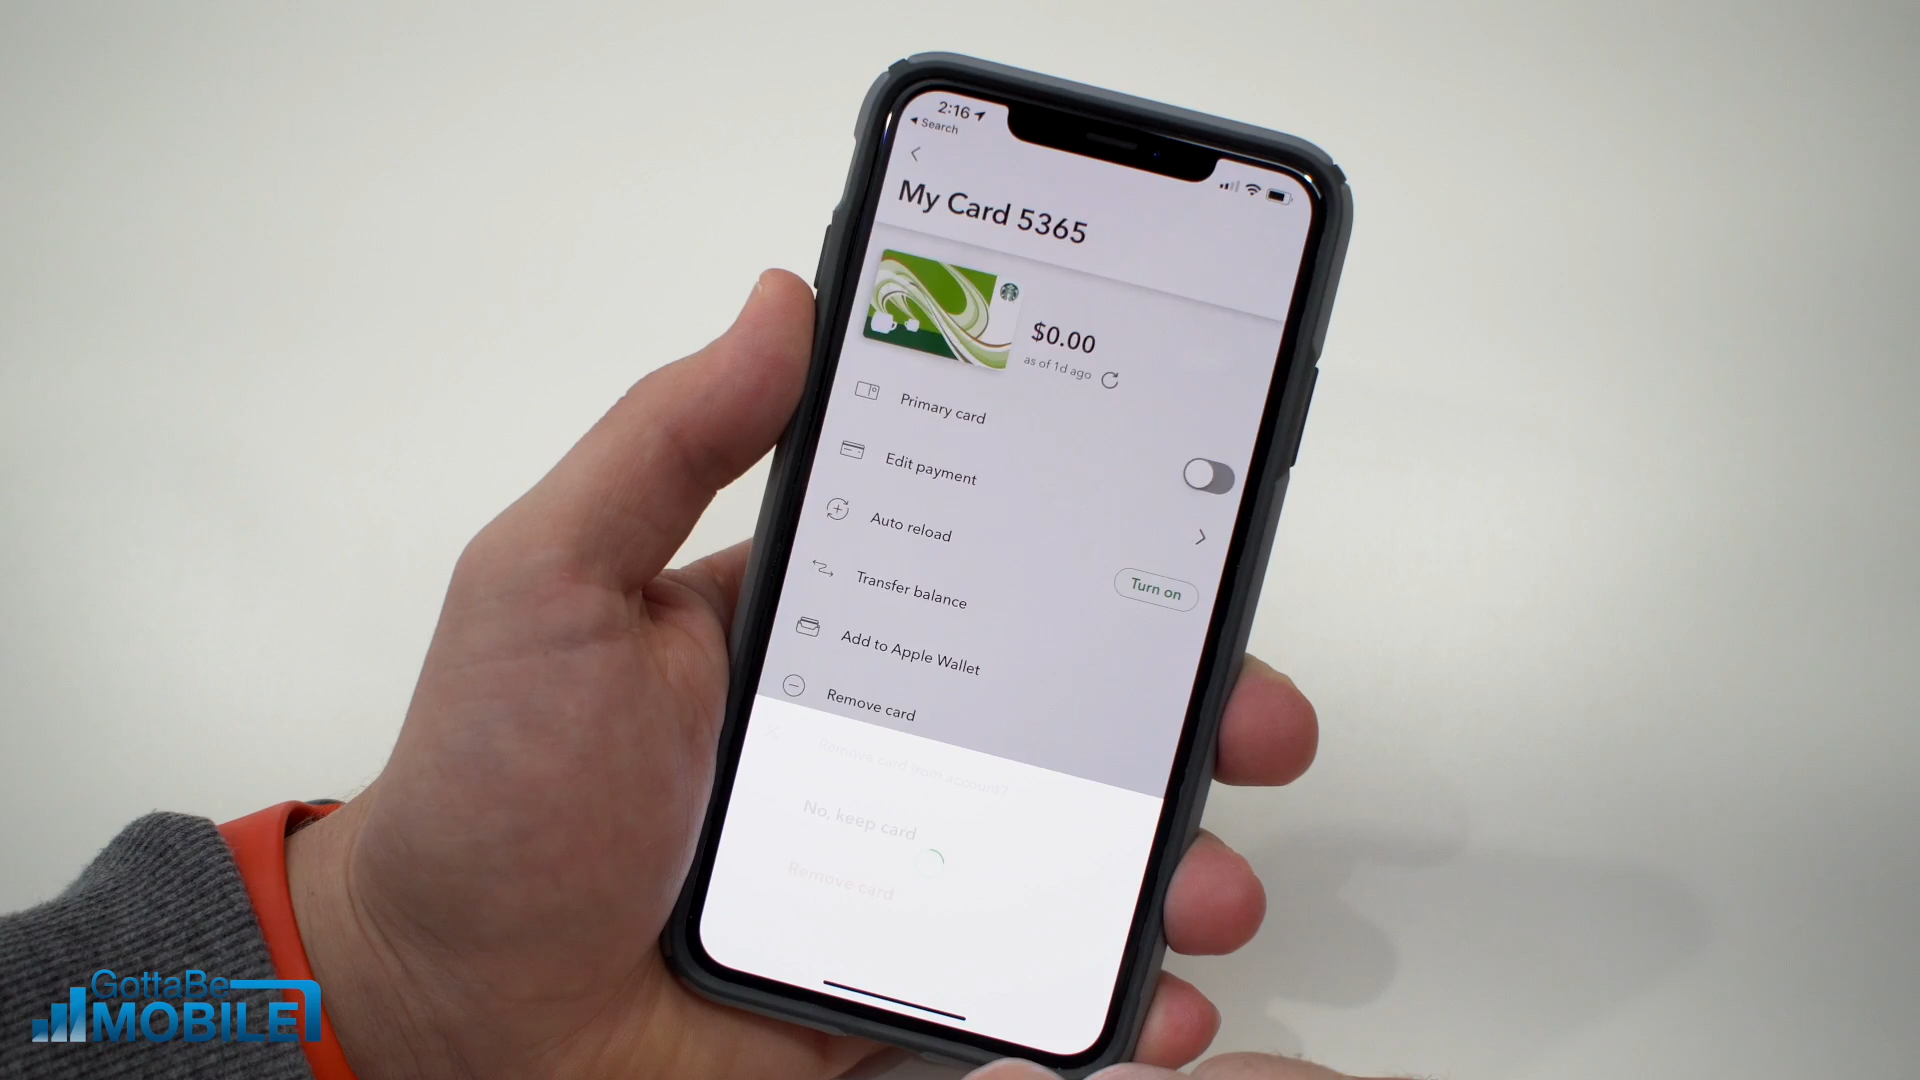 2:16
Search
My Card 5365
$0.00
as of 1d ago
Primary card
Edit payment
Auto reload
Turn on
Transfer balance
Add to Apple Wallet
Remove card
Remove card from account?
No, keep card
Remove card
GottaBe
MOBILE